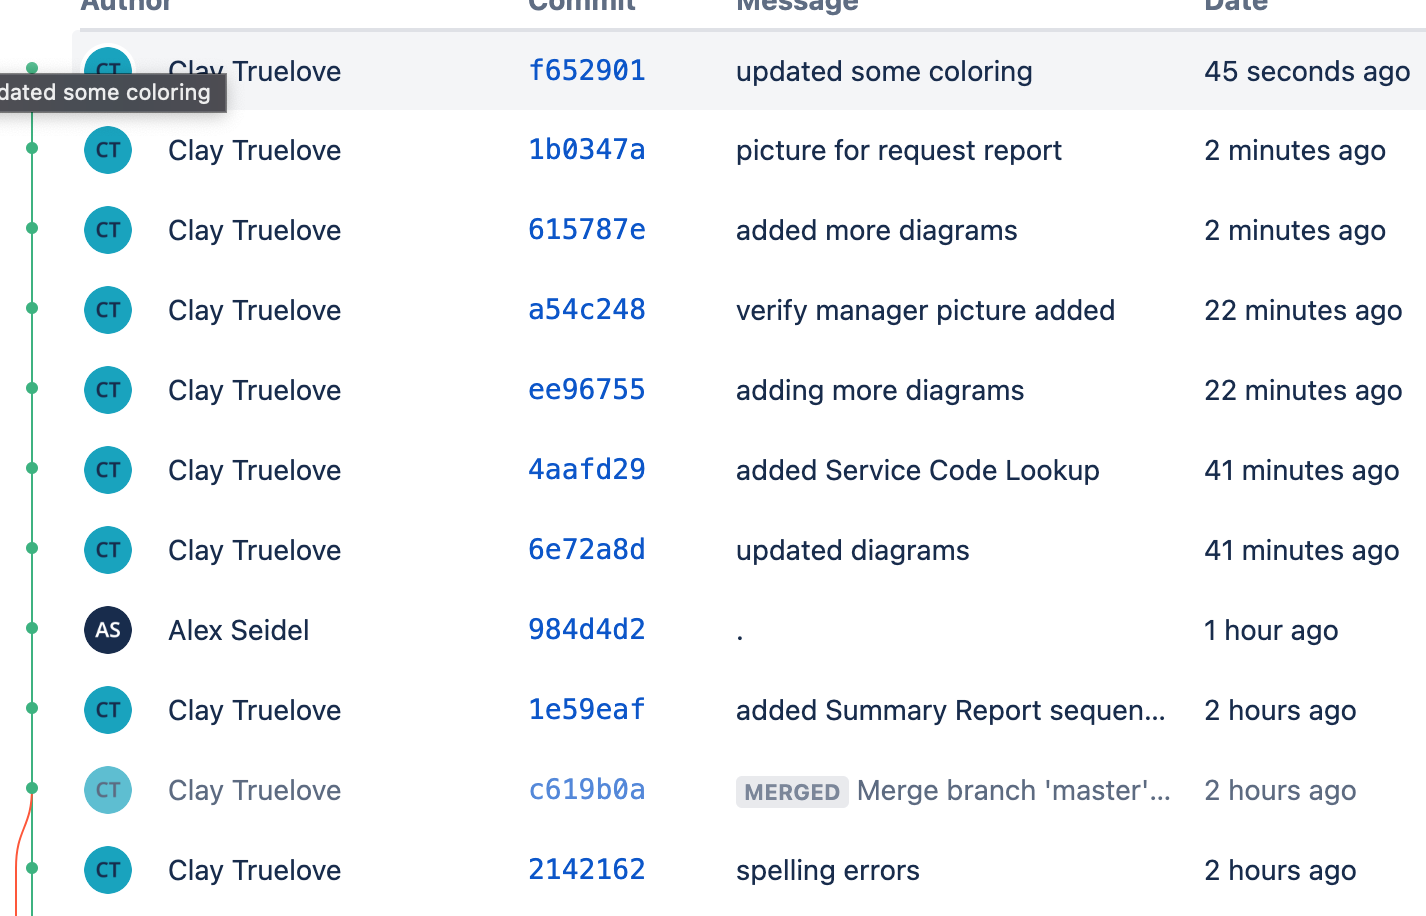 Author Commit Message Date
CT Clay Truelove f652901 updated some coloring 45 seconds ago
dated some coloring
CT Clay Truelove 1b0347a picture for request report 2 minutes ago
CT Clay Truelove 615787e added more diagrams 2 minutes ago
CT Clay Truelove a54c248 verify manager picture added 22 minutes ago
CT Clay Truelove ee96755 adding more diagrams 22 minutes ago
CT Clay Truelove 4aafd29 added Service Code Lookup 41 minutes ago
CT Clay Truelove 6e72a8d updated diagrams 41 minutes ago
AS Alex Seidel 984d4d2 . 1 hour ago
CT Clay Truelove 1e59eaf added Summary Report sequen... 2 hours ago
CT Clay Truelove c619b0a MERGED Merge branch 'master'... 2 hours ago
CT Clay Truelove 2142162 spelling errors 2 hours ago